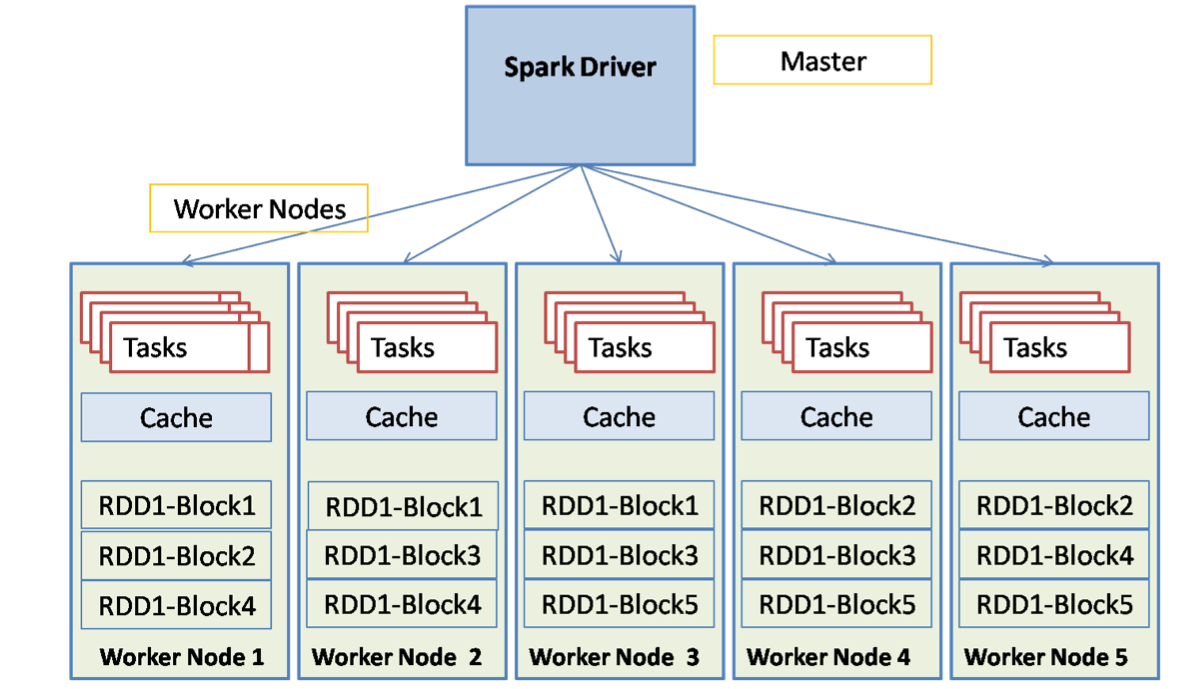 Spark Driver
Master
Worker Nodes
Tasks
Tasks
Tasks
Tasks
Tasks
Cache
Cache
Cache
Cache
Cache
RDD1-Block1
RDD1-Block1
RDD1-Block1
RDD1-Block2
RDD1-Block2
RDD1-Block2
RDD1-Block3
RDD1-Block3
RDD1-Block3
RDD1-Block4
RDD1-Block4
RDD1-Block4
RDD1-Block5
RDD1-Block5
RDD1-Block5
Worker Node 1
Worker Node 2
Worker Node 3
Worker Node 4
Worker Node 5